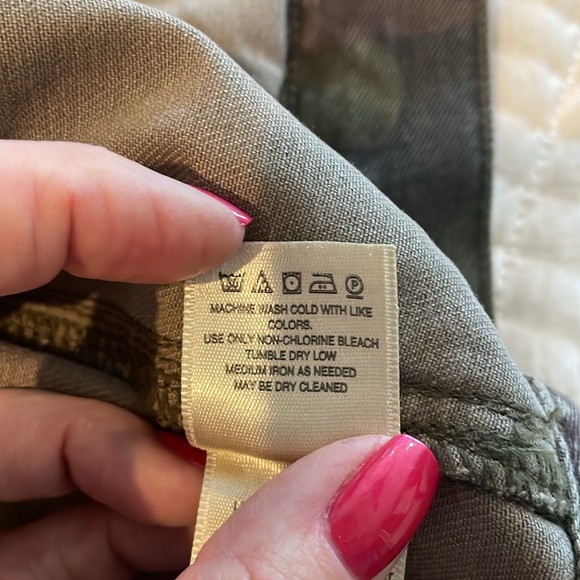 MACHINE WASH COLD WITH LIKE
COLORS.
USE ONLY NON-CHLORINE BLEACH
TUMBLE DRY LOW
MEDIUM IRON AS NEEDED
MAY BE DRY CLEANED